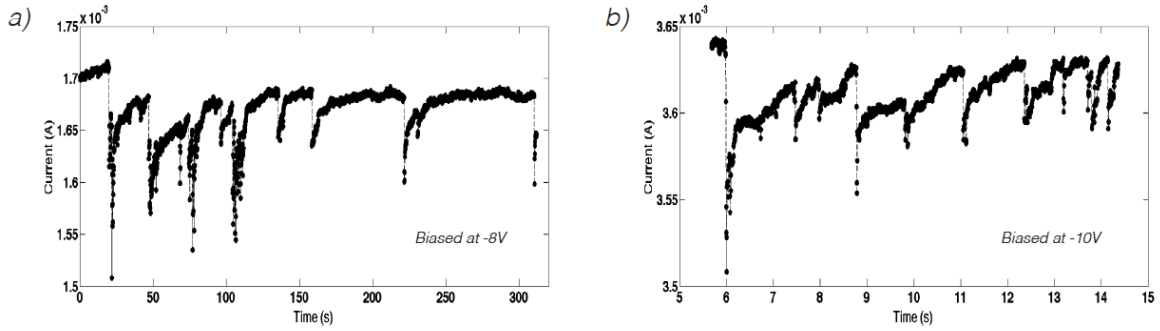 a)
1.75 x 10⁻³
1.7
1.65
1.6
1.55
1.5
Current (A)
0 50 100 150 200 250 300
Time (s)
Biased at -8V
b)
3.65 x 10⁻³
3.6
3.55
3.5
Current (A)
5 6 7 8 9 10 11 12 13 14 15
Time (s)
Biased at -10V